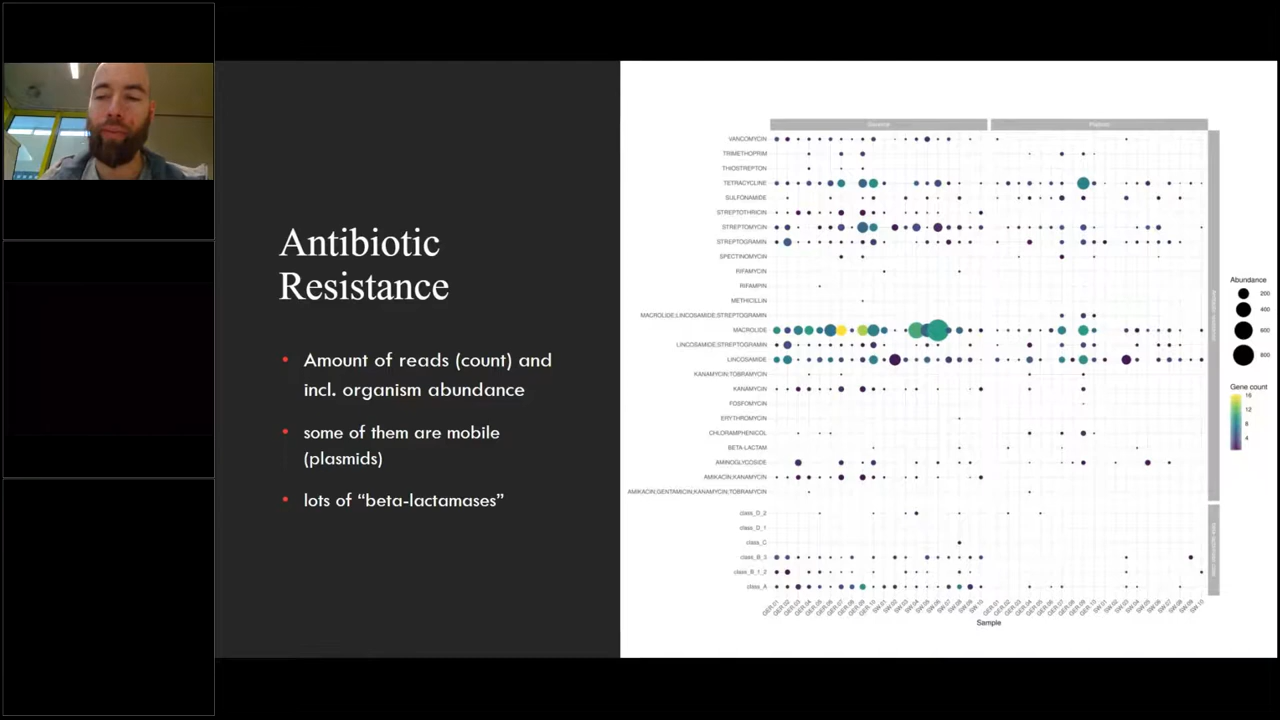 Antibiotic
Resistance
• Amount of reads (count) and
incl. organism abundance
• some of them are mobile
(plasmids)
• lots of “beta-lactamases”
VANCOMYCIN
TRIMETHOPRIM
THIOSTREPTON
TETRACYCLINE
SULFONAMIDE
STREPTOTHRICIN
STREPTOMYCIN
STREPTOGRAMIN
SPECTINOMYCIN
RIFAMYCIN
RIFAMPIN
METHICILLIN
MACROLIDE;LINCOSAMIDE;STREPTOGRAMIN
MACROLIDE
LINCOSAMIDE;STREPTOGRAMIN
LINCOSAMIDE
KANAMYCIN;TOBRAMYCIN
KANAMYCIN
FOSFOMYCIN
ERYTHROMYCIN
CHLORAMPHENICOL
BETA-LACTAM
AMINOGLYCOSIDE
AMIKACIN;KANAMYCIN
AMIKACIN;GENTAMICIN;KANAMYCIN;TOBRAMYCIN
class_D_2
class_D_1
class_C
class_B_3
class_B_1_2
class_A
Sample
Abundance
200
400
600
800
Gene count
16
12
8
4